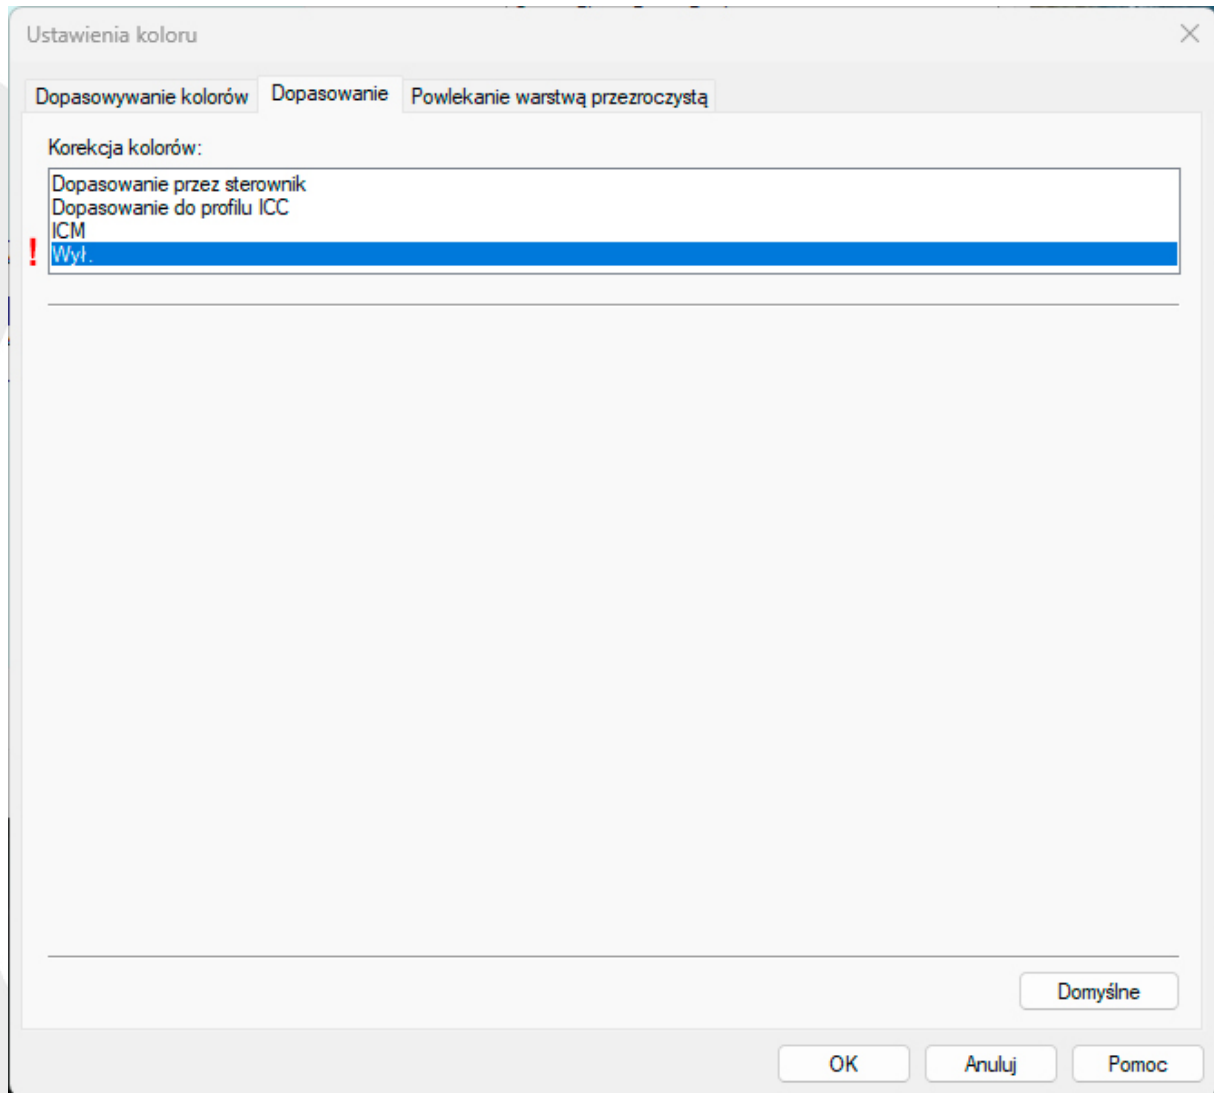 Ustawienia koloru
Dopasowywanie kolorów Dopasowanie Powlekanie warstwą przezroczystą
Korekcja kolorów:
Dopasowanie przez sterownik
Dopasowanie do profilu ICC
ICM
! Wył.
Domyślne
OK Anuluj Pomoc